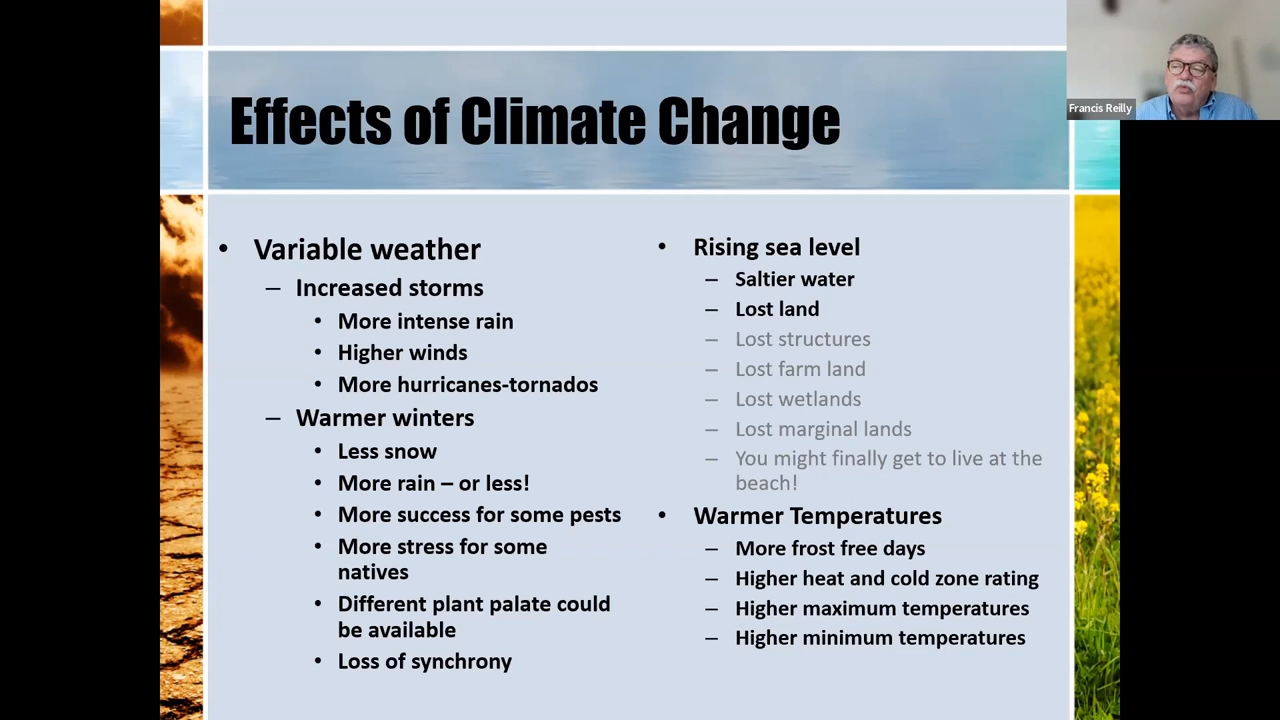 Effects of Climate Change
Francis Reilly
• Variable weather
– Increased storms
• More intense rain
• Higher winds
• More hurricanes-tornados
– Warmer winters
• Less snow
• More rain – or less!
• More success for some pests
• More stress for some
natives
• Different plant palate could
be available
• Loss of synchrony
• Rising sea level
– Saltier water
– Lost land
– Lost structures
– Lost farm land
– Lost wetlands
– Lost marginal lands
– You might finally get to live at the
beach!
• Warmer Temperatures
– More frost free days
– Higher heat and cold zone rating
– Higher maximum temperatures
– Higher minimum temperatures